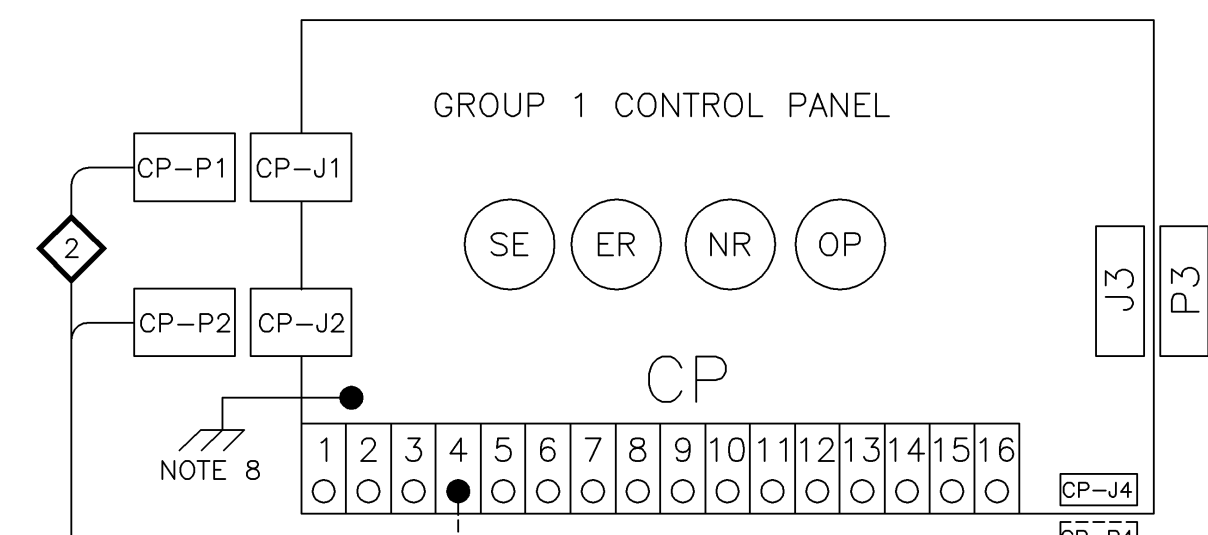 GROUP 1 CONTROL PANEL
CP-P1 CP-J1
2
SE ER NR OP
J3 P3
CP-P2 CP-J2
CP
NOTE 8
1 2 3 4 5 6 7 8 9 10 11 12 13 14 15 16
CP-J4